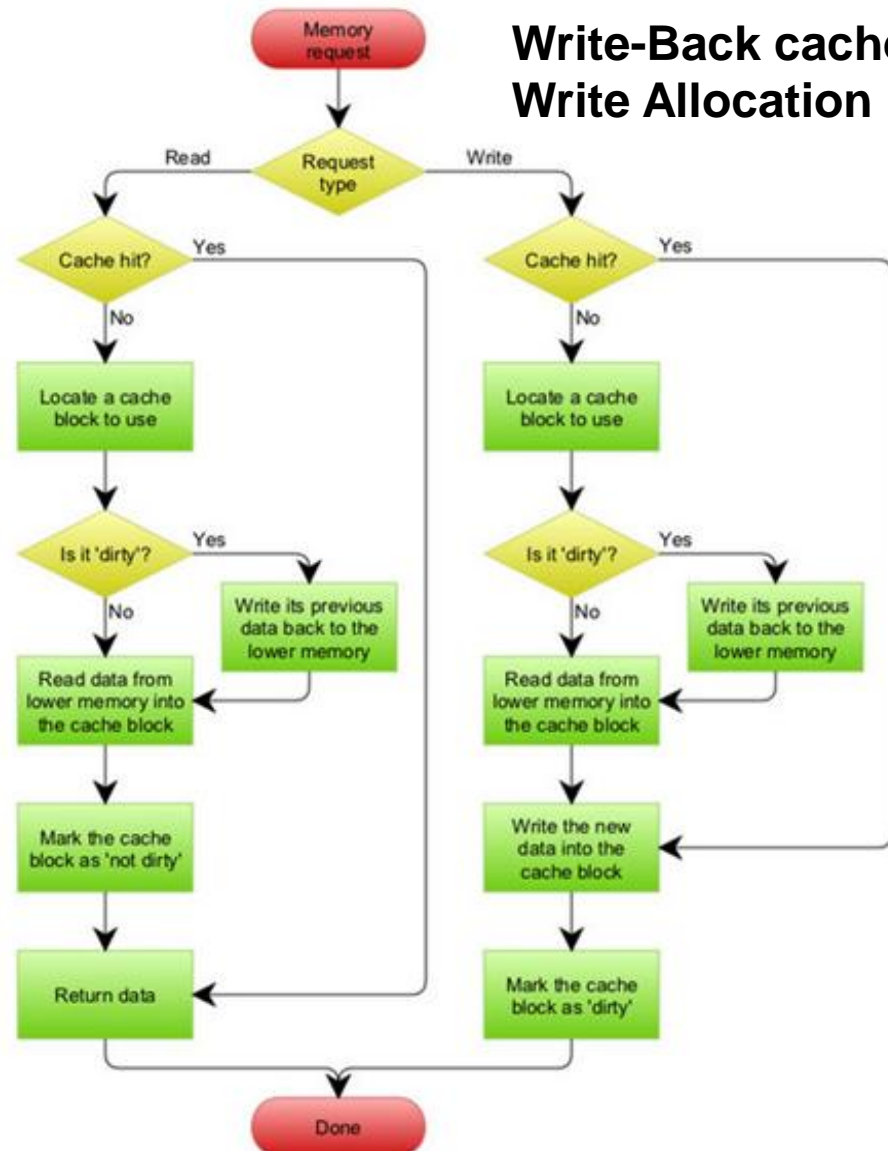 Write-Back cache
Write Allocation
Memory
request
Request
type
Read
Write
Cache hit?
Yes
No
Locate a cache
block to use
Is it 'dirty'?
Yes
No
Write its previous
data back to the
lower memory
Read data from
lower memory into
the cache block
Mark the cache
block as 'not dirty'
Return data
Cache hit?
Yes
No
Locate a cache
block to use
Is it 'dirty'?
Yes
No
Write its previous
data back to the
lower memory
Read data from
lower memory into
the cache block
Write the new
data into the
cache block
Mark the cache
block as 'dirty'
Done